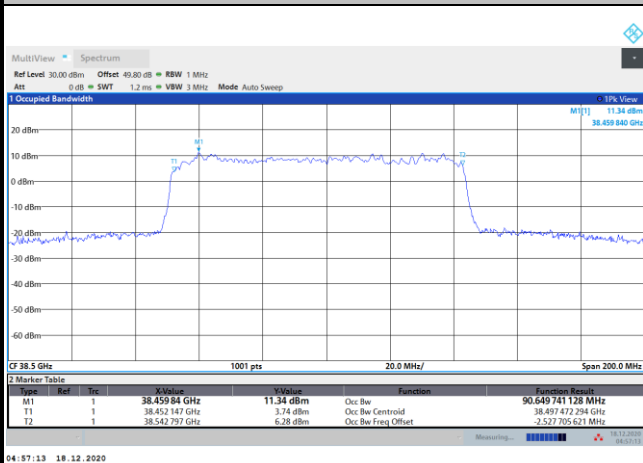 MultiView Spectrum
Ref Level 30.00 dBm Offset 49.80 dB RBW 1 MHz
Att 0 dB SWT 1.2 ms VBW 3 MHz Mode Auto Sweep
1 Occupied Bandwidth 1Pk View
M1[1] 11.34 dBm
38.459 840 GHz
20 dBm
M1
10 dBm
T1
T2
0 dBm
-10 dBm
-20 dBm
-30 dBm
-40 dBm
-50 dBm
-60 dBm
CF 38.5 GHz 1001 pts 20.0 MHz/ Span 200.0 MHz
2 Marker Table
Type Ref Trc X-Value Y-Value Function Function Result
M1 1 38.459 84 GHz 11.34 dBm Occ Bw 90.649 741 128 MHz
T1 1 38.452 147 GHz 3.74 dBm Occ Bw Centroid 38.497 472 294 GHz
T2 1 38.542 797 GHz 6.28 dBm Occ Bw Freq Offset -2.527 705 621 MHz
Measuring... 18.12.2020
04:57:13
04:57:13 18.12.2020